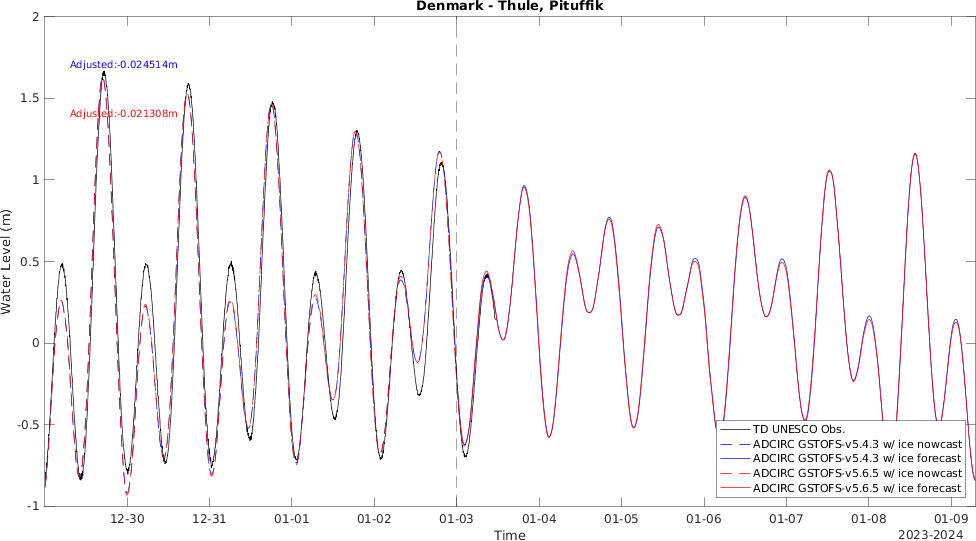 Denmark - Thule, Pituffik
2
1.5
1
0.5
0
-0.5
-1
Water Level (m)
Adjusted:-0.024514m
Adjusted:-0.021308m
TD UNESCO Obs.
ADCIRC GSTOFS-v5.4.3 w/ ice nowcast
ADCIRC GSTOFS-v5.4.3 w/ ice forecast
ADCIRC GSTOFS-v5.6.5 w/ ice nowcast
ADCIRC GSTOFS-v5.6.5 w/ ice forecast
12-30 12-31 01-01 01-02 01-03 01-04 01-05 01-06 01-07 01-08 01-09
Time
2023-2024